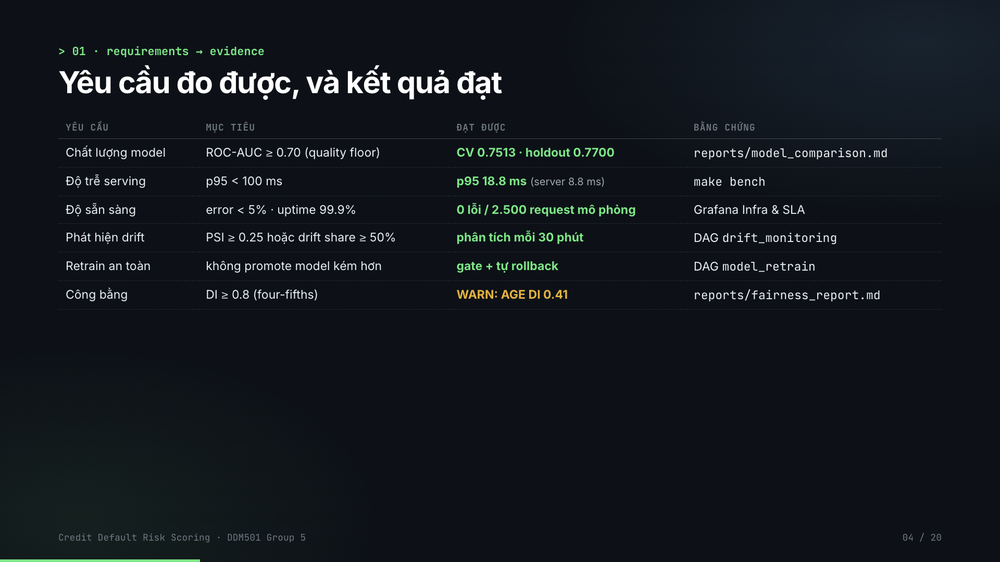 > 01 · requirements → evidence
Yêu cầu đo được, và kết quả đạt
YÊU CẦU MỤC TIÊU ĐẠT ĐƯỢC BẰNG CHỨNG
Chất lượng model ROC-AUC ≥ 0.70 (quality floor) CV 0.7513 · holdout 0.7700 reports/model_comparison.md
Độ trễ serving p95 < 100 ms p95 18.8 ms (server 8.8 ms) make bench
Độ sẵn sàng error < 5% · uptime 99.9% 0 lỗi / 2.500 request mô phỏng Grafana Infra & SLA
Phát hiện drift PSI ≥ 0.25 hoặc drift share ≥ 50% phân tích mỗi 30 phút DAG drift_monitoring
Retrain an toàn không promote model kém hơn gate + tự rollback DAG model_retrain
Công bằng DI ≥ 0.8 (four-fifths) WARN: AGE DI 0.41 reports/fairness_report.md
Credit Default Risk Scoring · DDM501 Group 5 04 / 20